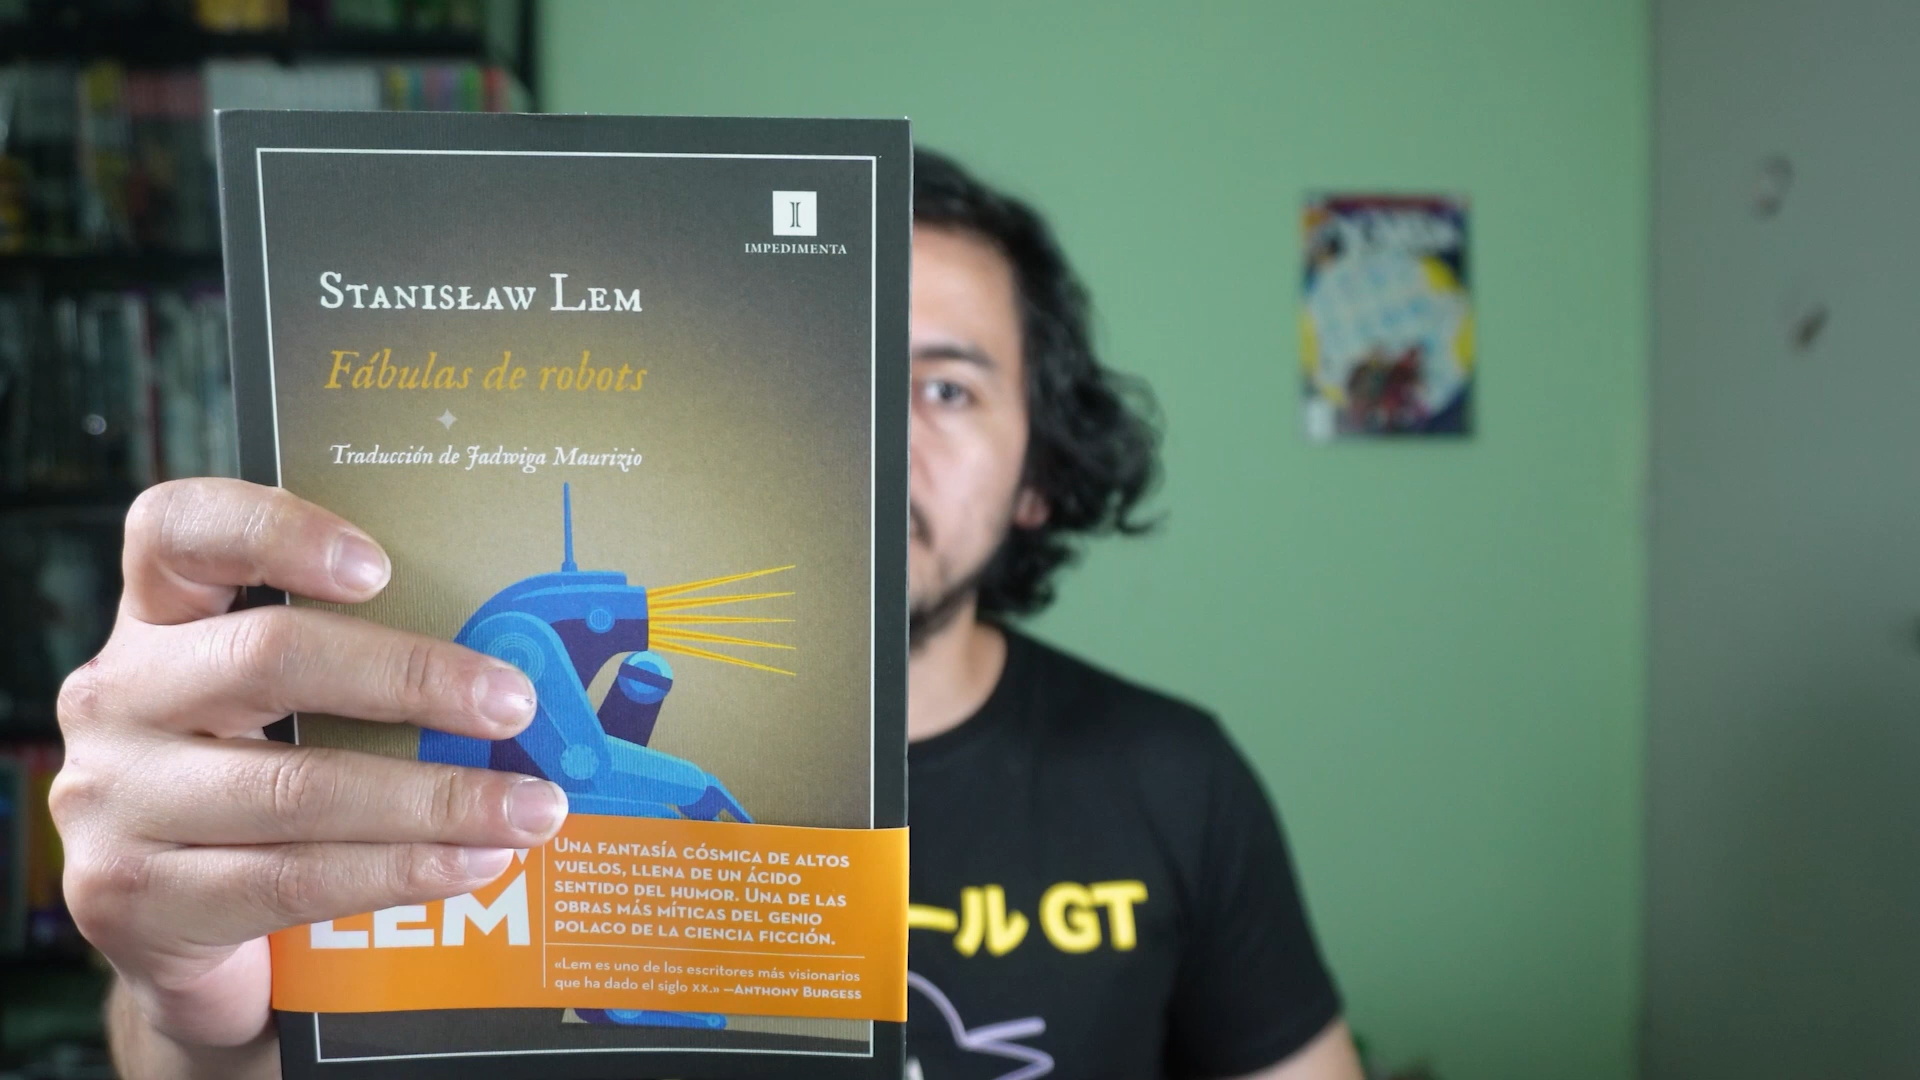 IMPEDIMENTA
STANISŁAW LEM
Fábulas de robots
Traducción de Jadwiga Maurizio
LEM
UNA FANTASÍA CÓSMICA DE ALTOS
VUELOS, LLENA DE UN ÁCIDO
SENTIDO DEL HUMOR. UNA DE LAS
OBRAS MÁS MÍTICAS DEL GENIO
POLACO DE LA CIENCIA FICCIÓN.
«Lem es uno de los escritores más visionarios
que ha dado el siglo XX.» —ANTHONY BURGESS
ール GT